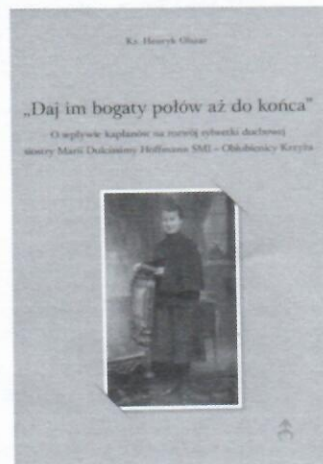 Ks. Henryk Olszar
„Daj im bogaty połów aż do końca”
O wpływie kapłanów na rozwój sylwetki duchowej
siostry Marii Dulcissimy Hoffmann SMI – Oblubienicy Krzyża